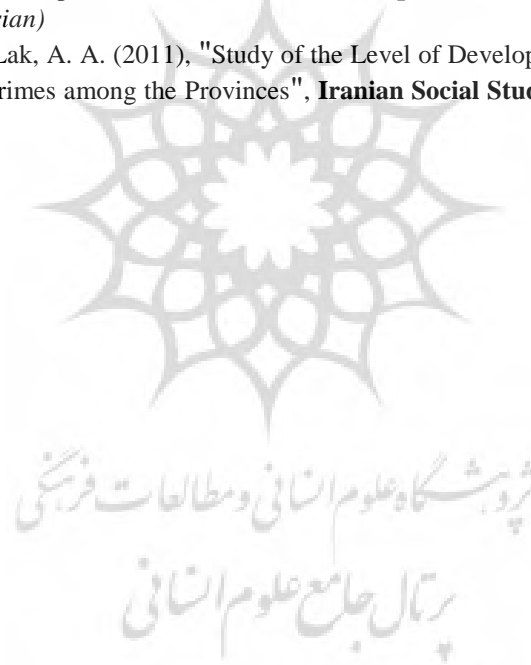 rian)
Lak, A. A. (2011), "Study of the Level of Develop
rimes among the Provinces", Iranian Social Stud
پژوهشگاه علوم انسانی و مطالعات فرهنگی
پرتال جامع علوم انسانی